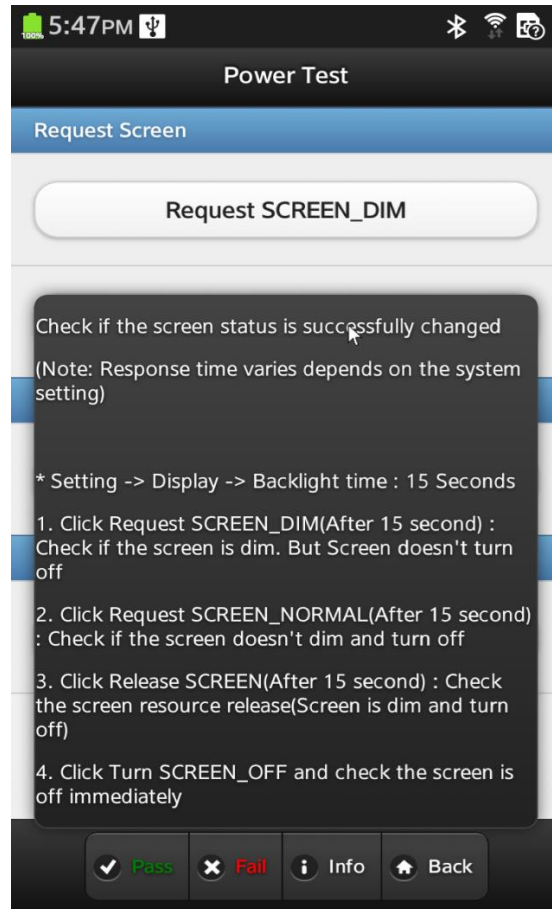 100%
5:47PM
Power Test
Request Screen
Request SCREEN_DIM
Check if the screen status is successfully changed
(Note: Response time varies depends on the system
setting)
* Setting -> Display -> Backlight time : 15 Seconds
1. Click Request SCREEN_DIM(After 15 second) :
Check if the screen is dim. But Screen doesn't turn
off
2. Click Request SCREEN_NORMAL(After 15 second)
: Check if the screen doesn't dim and turn off
3. Click Release SCREEN(After 15 second) : Check
the screen resource release(Screen is dim and turn
off)
4. Click Turn SCREEN_OFF and check the screen is
off immediately
Pass Fail Info Back